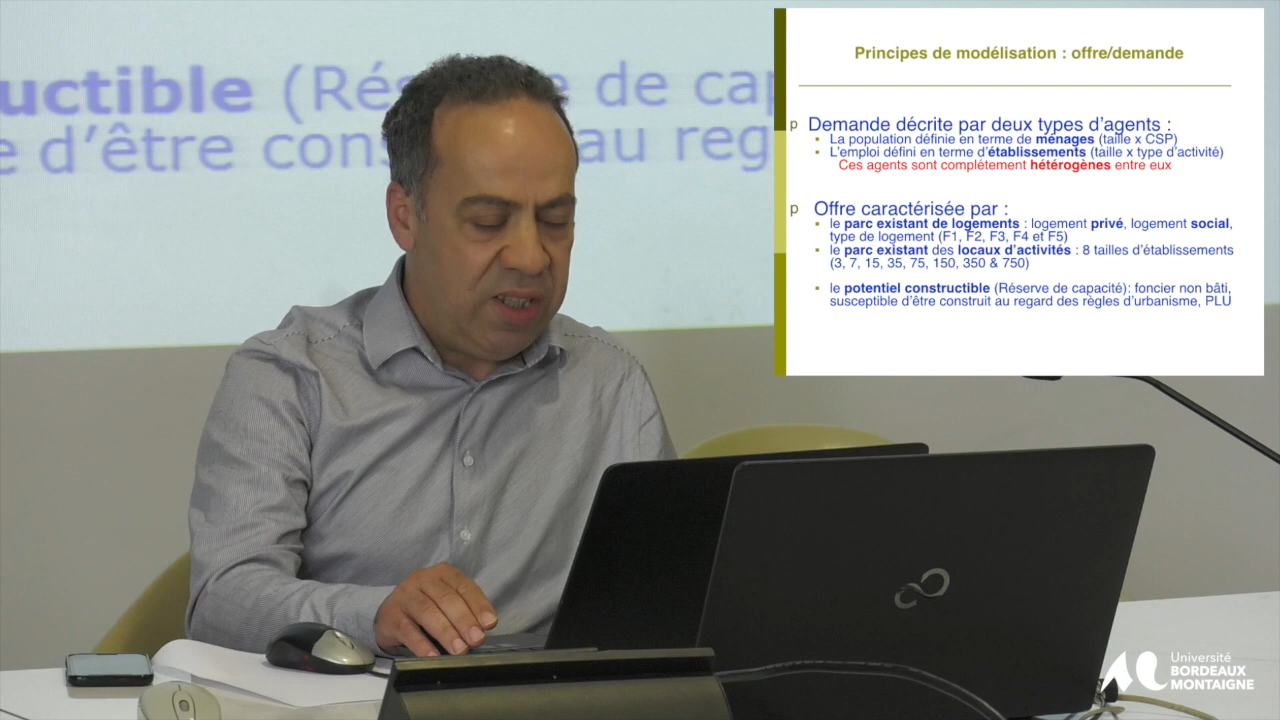 uctible (Rés e de cap
e d'être cons au reg
Principes de modélisation : offre/demande
p Demande décrite par deux types d'agents :
▪ La population définie en terme de ménages (taille x CSP)
▪ L'emploi défini en terme d'établissements (taille x type d'activité)
Ces agents sont complétement hétérogènes entre eux
p Offre caractérisée par :
▪ le parc existant de logements : logement privé, logement social,
type de logement (F1, F2, F3, F4 et F5)
▪ le parc existant des locaux d'activités : 8 tailles d'établissements
(3, 7, 15, 35, 75, 150, 350 & 750)
▪ le potentiel constructible (Réserve de capacité): foncier non bâti,
susceptible d'être construit au regard des règles d'urbanisme, PLU
Université
BORDEAUX
MONTAIGNE